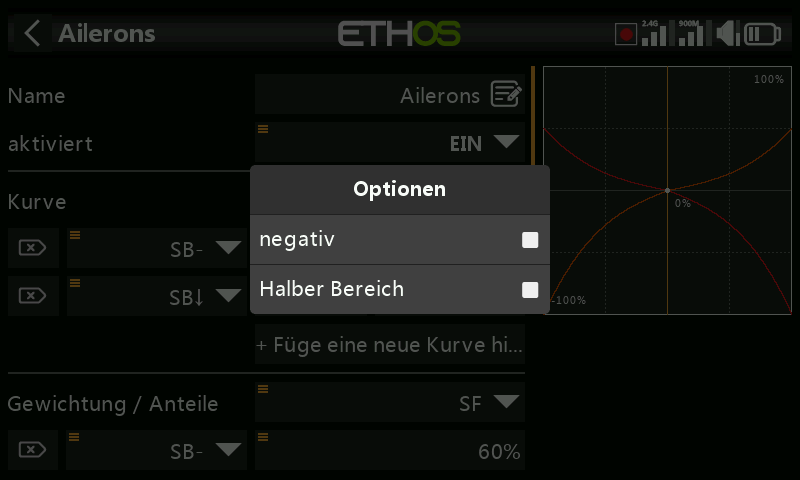 Ailerons
ETHOS
2.4G
900M
Name
Ailerons
aktiviert
EIN
100%
0%
-100%
Optionen
negativ
Halber Bereich
Kurve
SB-
SB↓
+ Füge eine neue Kurve hi...
Gewichtung / Anteile
SF
SB-
60%